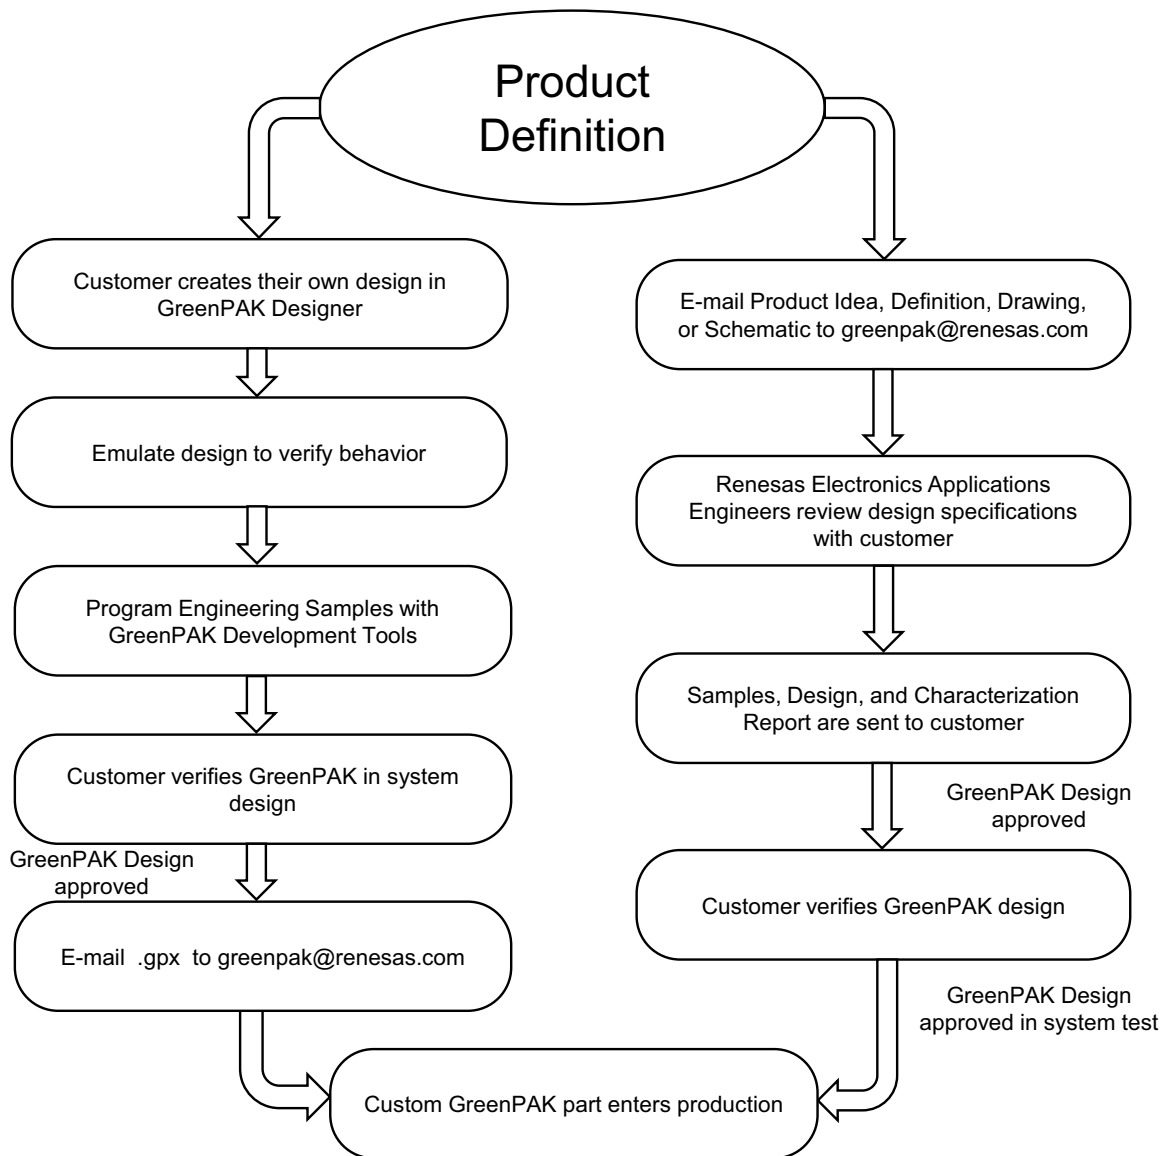 Product
Definition
Customer creates their own design in
GreenPAK Designer
Emulate design to verify behavior
Program Engineering Samples with
GreenPAK Development Tools
Customer verifies GreenPAK in system
design
GreenPAK Design
approved
E-mail .gpx to greenpak@renesas.com
E-mail Product Idea, Definition, Drawing,
or Schematic to greenpak@renesas.com
Renesas Electronics Applications
Engineers review design specifications
with customer
Samples, Design, and Characterization
Report are sent to customer
GreenPAK Design
approved
Customer verifies GreenPAK design
GreenPAK Design
approved in system test
Custom GreenPAK part enters production